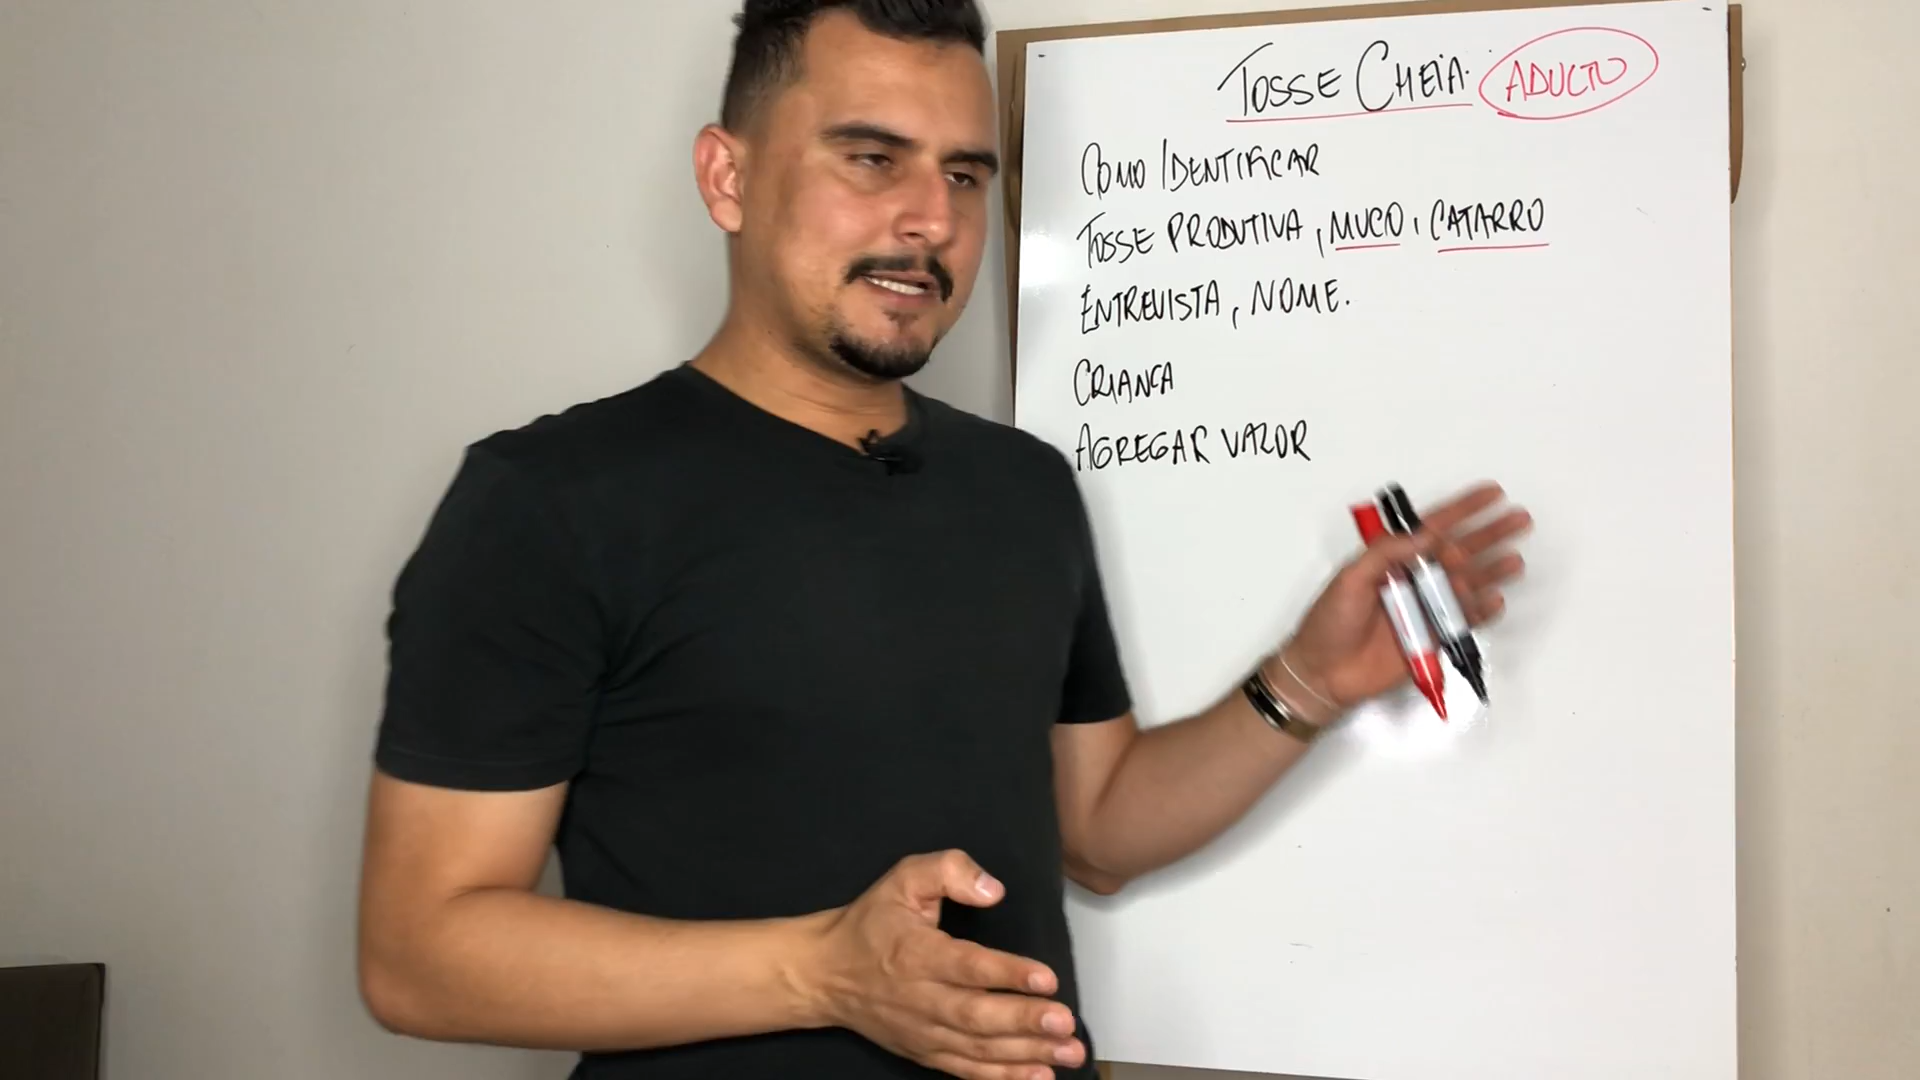 TOSSE CHEIA. ADULTO
COMO IDENTIFICAR
TOSSE PRODUTIVA, MUCO, CATARRO
ENTREVISTA, NOME.
CRIANÇA
AGREGAR VALOR